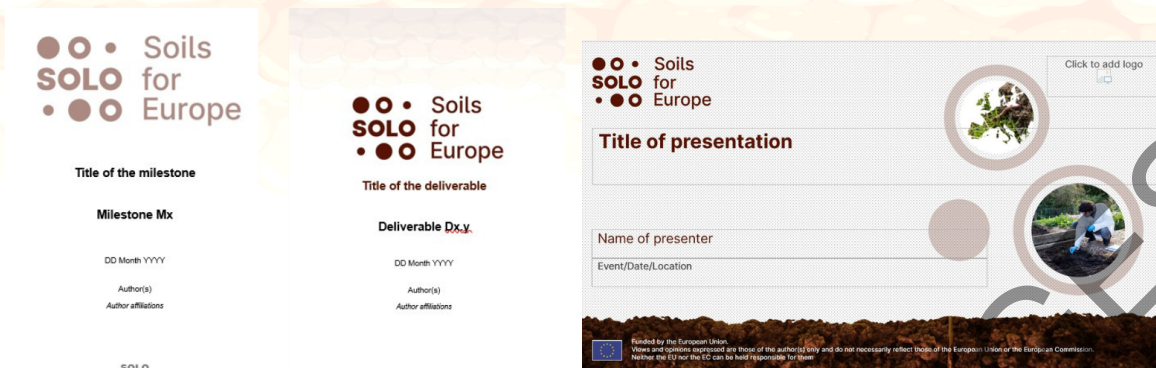 Soils
SOLO for
Europe
Title of the milestone
Milestone Mx
DD Month YYYY
Author(s)
Author affiliations
SOLO
Soils
SOLO for
Europe
Title of the deliverable
Deliverable Dx.y
DD Month YYYY
Author(s)
Author affiliations
Soils
SOLO for
Europe
Click to add logo
Title of presentation
Name of presenter
Event/Date/Location
Funded by the European Union.
Views and opinions expressed are those of the author(s) only and do not necessarily reflect those of the European Union or the European Commission.
Neither the EU nor the EC can be held responsible for them